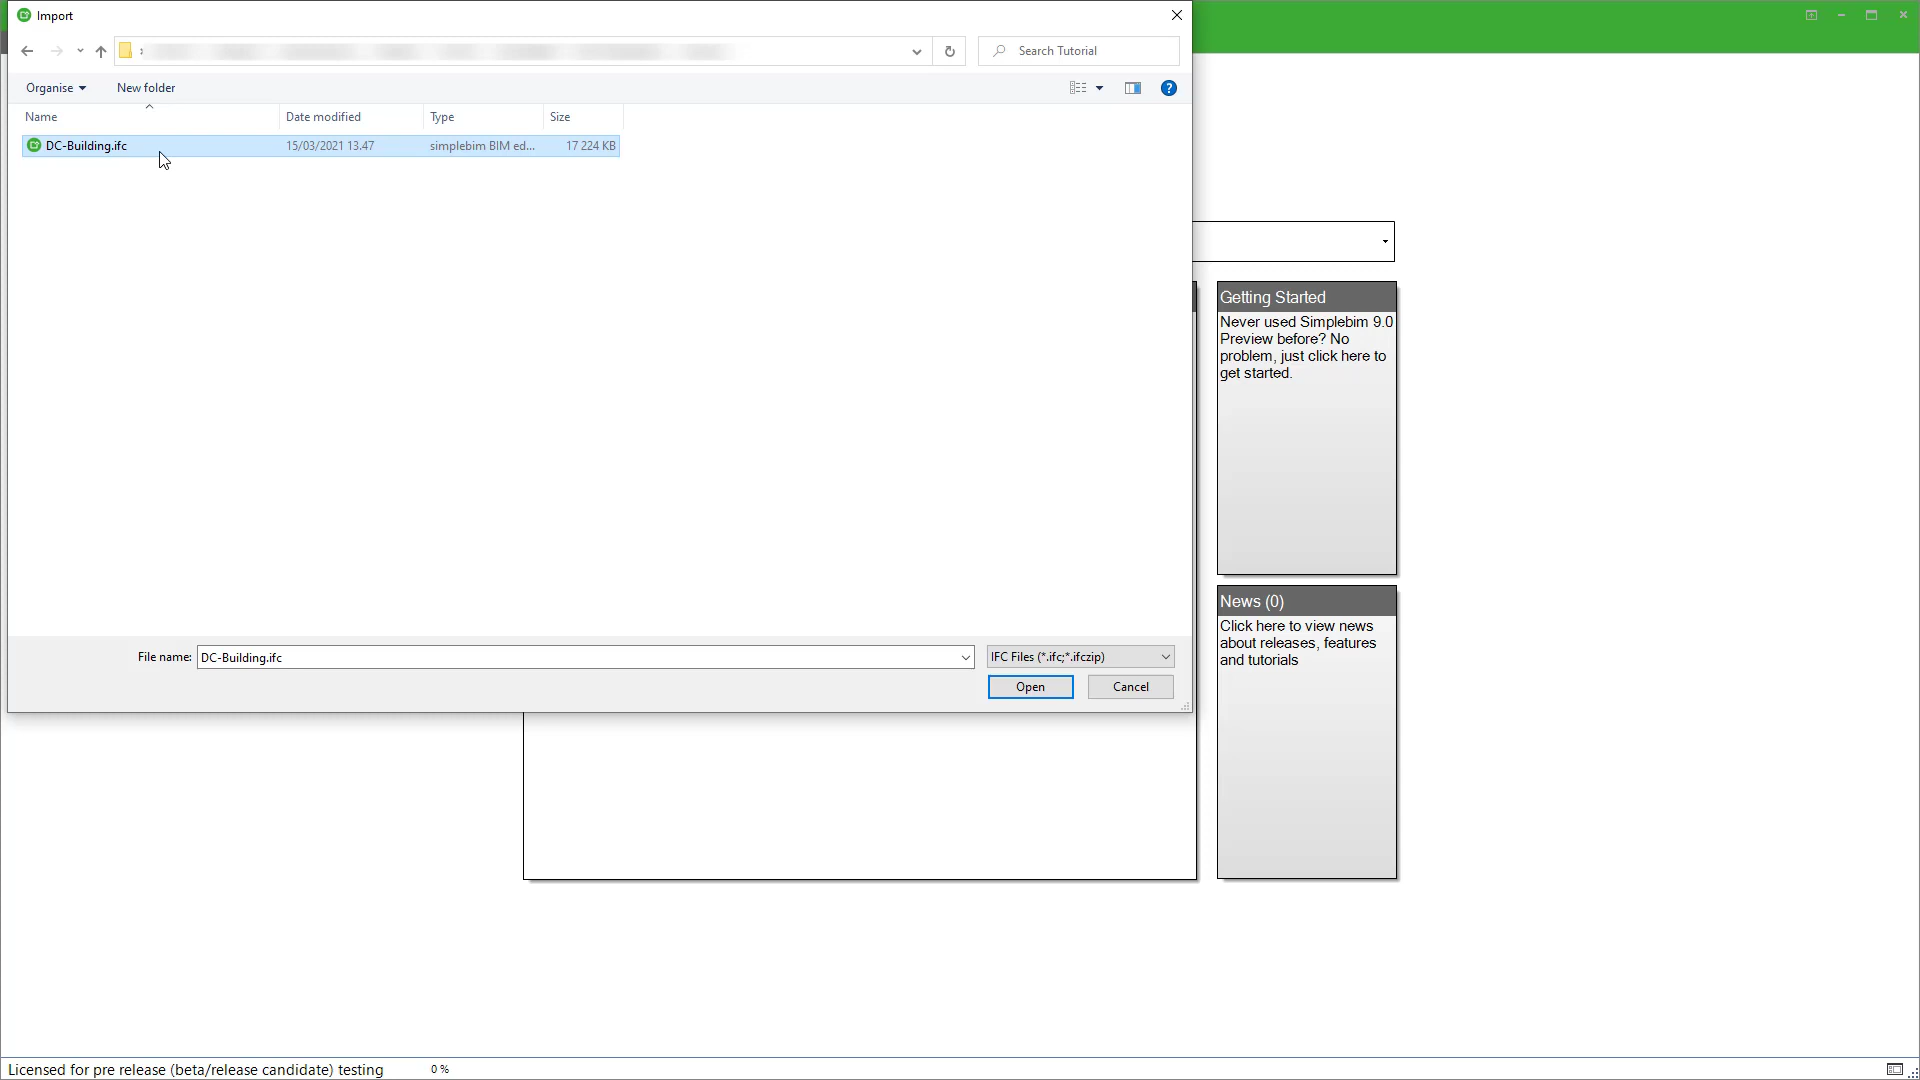 Import
Search Tutorial
Organise
New folder
Name
Date modified
Type
Size
DC-Building.ifc
15/03/2021 13.47
simplebim BIM ed...
17 224 KB
Getting Started
Never used Simplebim 9.0
Preview before? No
problem, just click here to
get started.
News (0)
Click here to view news
about releases, features
and tutorials
File name:
DC-Building.ifc
IFC Files (*.ifc;*.ifczip)
Open
Cancel
Licensed for pre release (beta/release candidate) testing
0 %